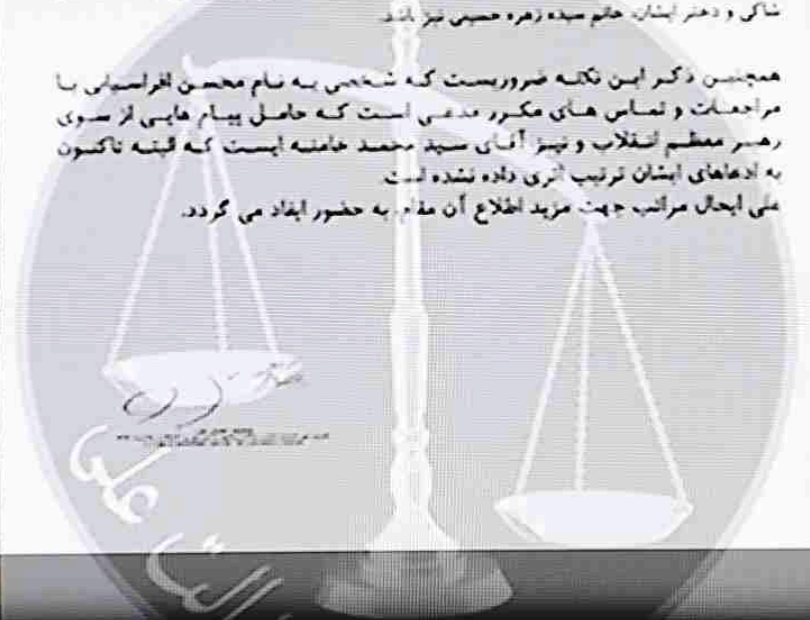 شاکی و دختر ایشان، خانم سیده زهره حسینی نیز باشد.
همچنین ذکر این نکته ضروریست که شخصی به نام محسن افراسیابی با
مراجعات و تماس های مکرر مدعی است که حامل پیام هایی از سوی
رهبر معظم انقلاب و نیز آقای سید محمد خامنه ایست که البته تاکنون
به ادعاهای ایشان ترتیب اثری داده نشده است.
علی ایحال مراتب جهت مزید اطلاع آن مقام، به حضور ایفاد می گردد.
علی